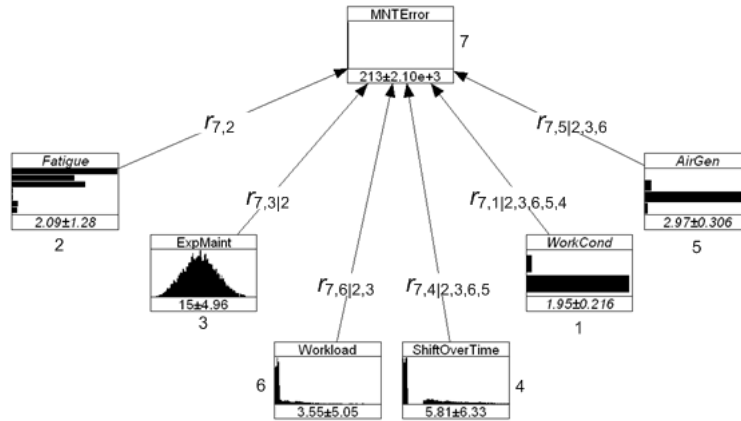 MNTError
7
213±2.10e+3
r7,2
r7,5|2,3,6
Fatigue
AirGen
r7,3|2
r7,1|2,3,6,5,4
2.09±1.28
2.97±0.306
2
ExpMaint
WorkCond
5
r7,6|2,3
r7,4|2,3,6,5
15±4.96
1.95±0.216
3
1
Workload
ShiftOverTime
6
4
3.55±5.05
5.81±6.33